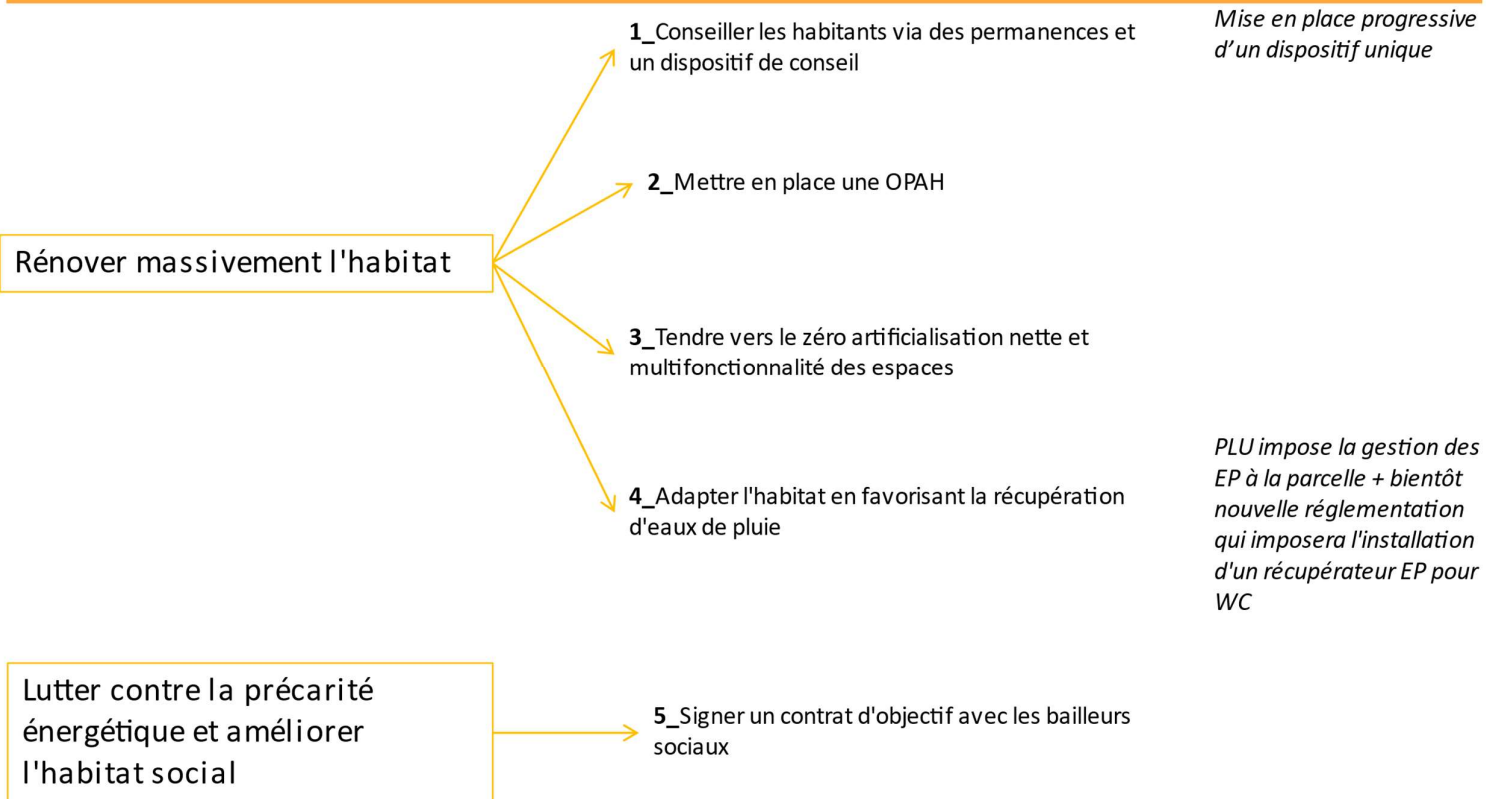 1_Conseiller les habitants via des permanences et
un dispositif de conseil
Mise en place progressive
d’un dispositif unique
2_Mettre en place une OPAH
Rénover massivement l'habitat
3_Tendre vers le zéro artificialisation nette et
multifonctionnalité des espaces
4_Adapter l'habitat en favorisant la récupération
d'eaux de pluie
PLU impose la gestion des
EP à la parcelle + bientôt
nouvelle réglementation
qui imposera l'installation
d'un récupérateur EP pour
WC
Lutter contre la précarité
énergétique et améliorer
l'habitat social
5_Signer un contrat d'objectif avec les bailleurs
sociaux